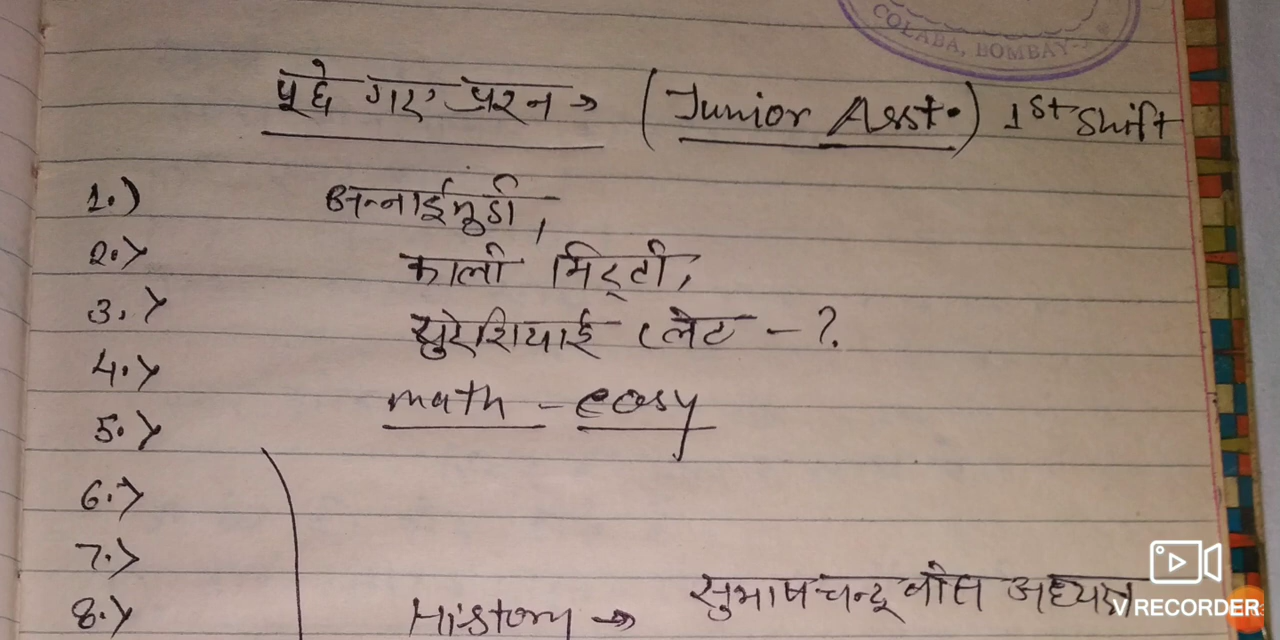 COLABA, BOMBAY-
पूछे गए प्रश्न → (Junior Asst.) 1st shift
1.) अन्नाईमुडी,
2.> काली मिट्टी,
3.> युरेशियाई प्लेट - ?
4.> math - easy
5.>
6.>
7.>
8.> History → सुभाषचन्द्र बोस अध्यक्ष
V RECORDER